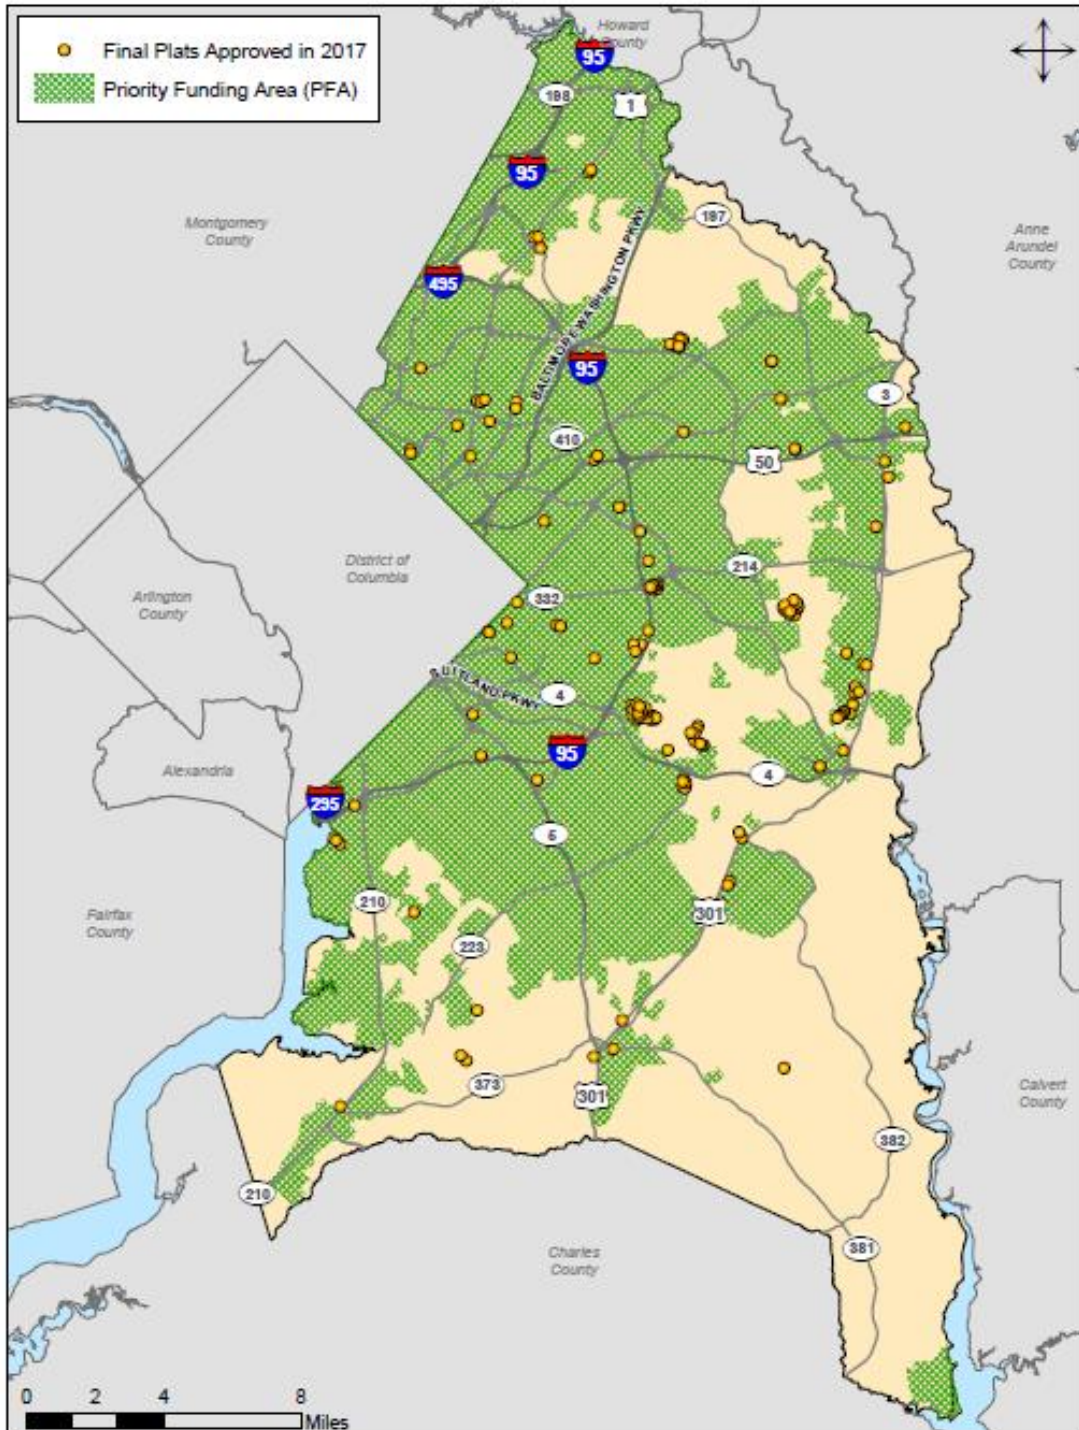 Final Plats Approved in 2017
Priority Funding Area (PFA)
Howard
County
95
198
1
95
197
Montgomery
County
Anne
Arundel
County
495
BALTIMORE WASHINGTON PKWY
95
3
410
50
District of
Columbia
214
Arlington
County
332
SUITLAND PKWY
4
95
Alexandria
4
295
5
210
301
Fairfax
County
223
373
301
Calvert
County
382
210
381
Charles
County
0 2 4 8
Miles